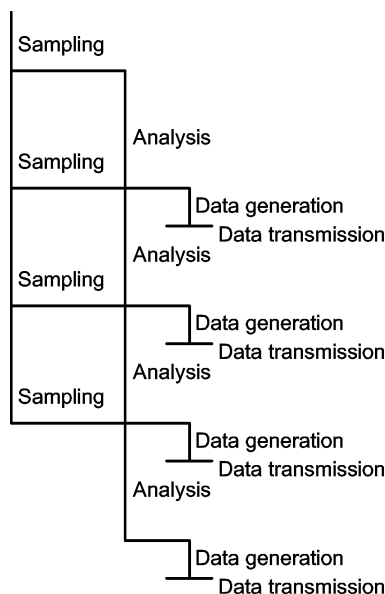 Sampling
Analysis
Sampling
Data generation
Data transmission
Analysis
Sampling
Data generation
Data transmission
Analysis
Sampling
Data generation
Data transmission
Analysis
Data generation
Data transmission